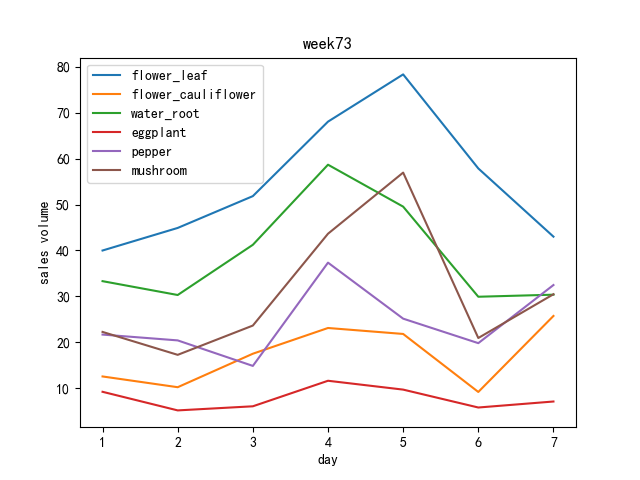 week73
flower_leaf
flower_cauliflower
water_root
eggplant
pepper
mushroom
sales volume
80
70
60
50
40
30
20
10
1 2 3 4 5 6 7
day